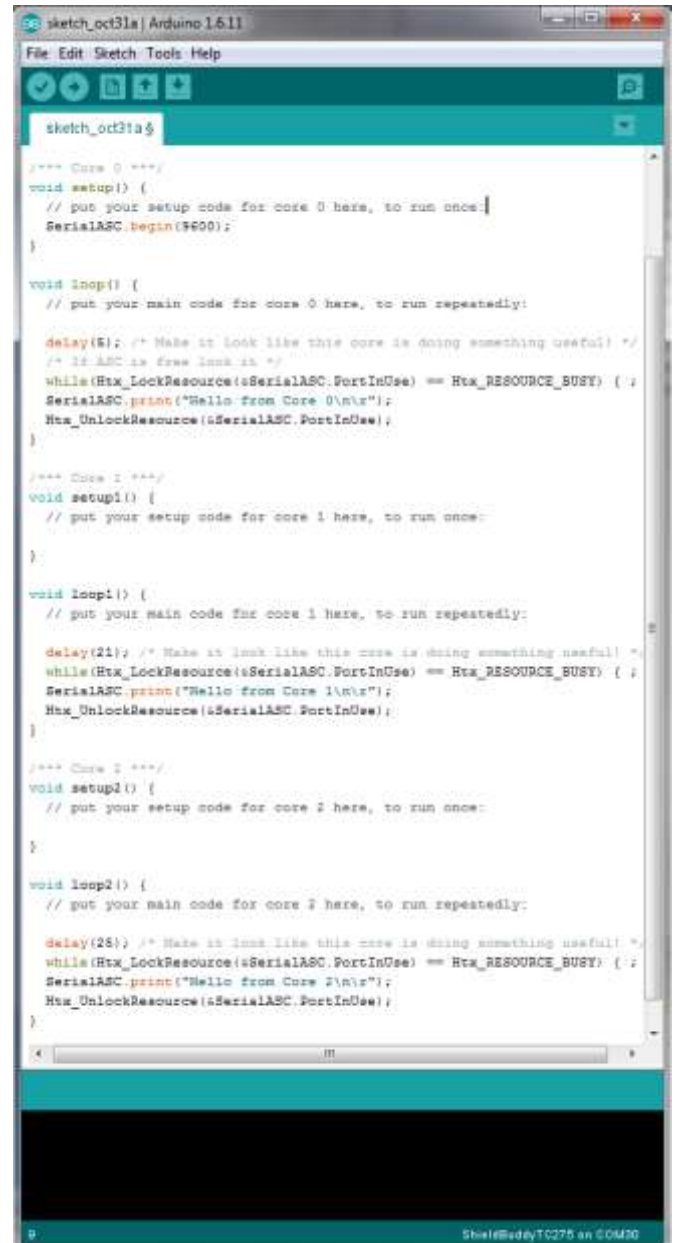 sketch_oct31a | Arduino 1.6.11
File Edit Sketch Tools Help
sketch_oct31a §
/*** Core 0 ***/
void setup() {
// put your setup code for core 0 here, to run once:
SerialASC.begin(9600);
}
void loop() {
// put your main code for core 0 here, to run repeatedly:
delay(5); /* Make it look like this core is doing something useful! */
/* If ASC is free lock it */
while(Htx_LockResource(&SerialASC.PortInUse) == Htx_RESOURCE_BUSY) { ;
SerialASC.print("Hello from Core 0\n\r");
Htx_UnlockResource(&SerialASC.PortInUse);
}
/*** Core 1 ***/
void setup1() {
// put your setup code for core 1 here, to run once:
}
void loop1() {
// put your main code for core 1 here, to run repeatedly:
delay(21); /* Make it look like this core is doing something useful! *
while(Htx_LockResource(&SerialASC.PortInUse) == Htx_RESOURCE_BUSY) { ;
SerialASC.print("Hello from Core 1\n\r");
Htx_UnlockResource(&SerialASC.PortInUse);
}
/*** Core 2 ***/
void setup2() {
// put your setup code for core 2 here, to run once:
}
void loop2() {
// put your main code for core 2 here, to run repeatedly:
delay(25); /* Make it look like this core is doing something useful! *
while(Htx_LockResource(&SerialASC.PortInUse) == Htx_RESOURCE_BUSY) { ;
SerialASC.print("Hello from Core 2\n\r");
Htx_UnlockResource(&SerialASC.PortInUse);
}
9
ShieldBuddyTC275 on COM30